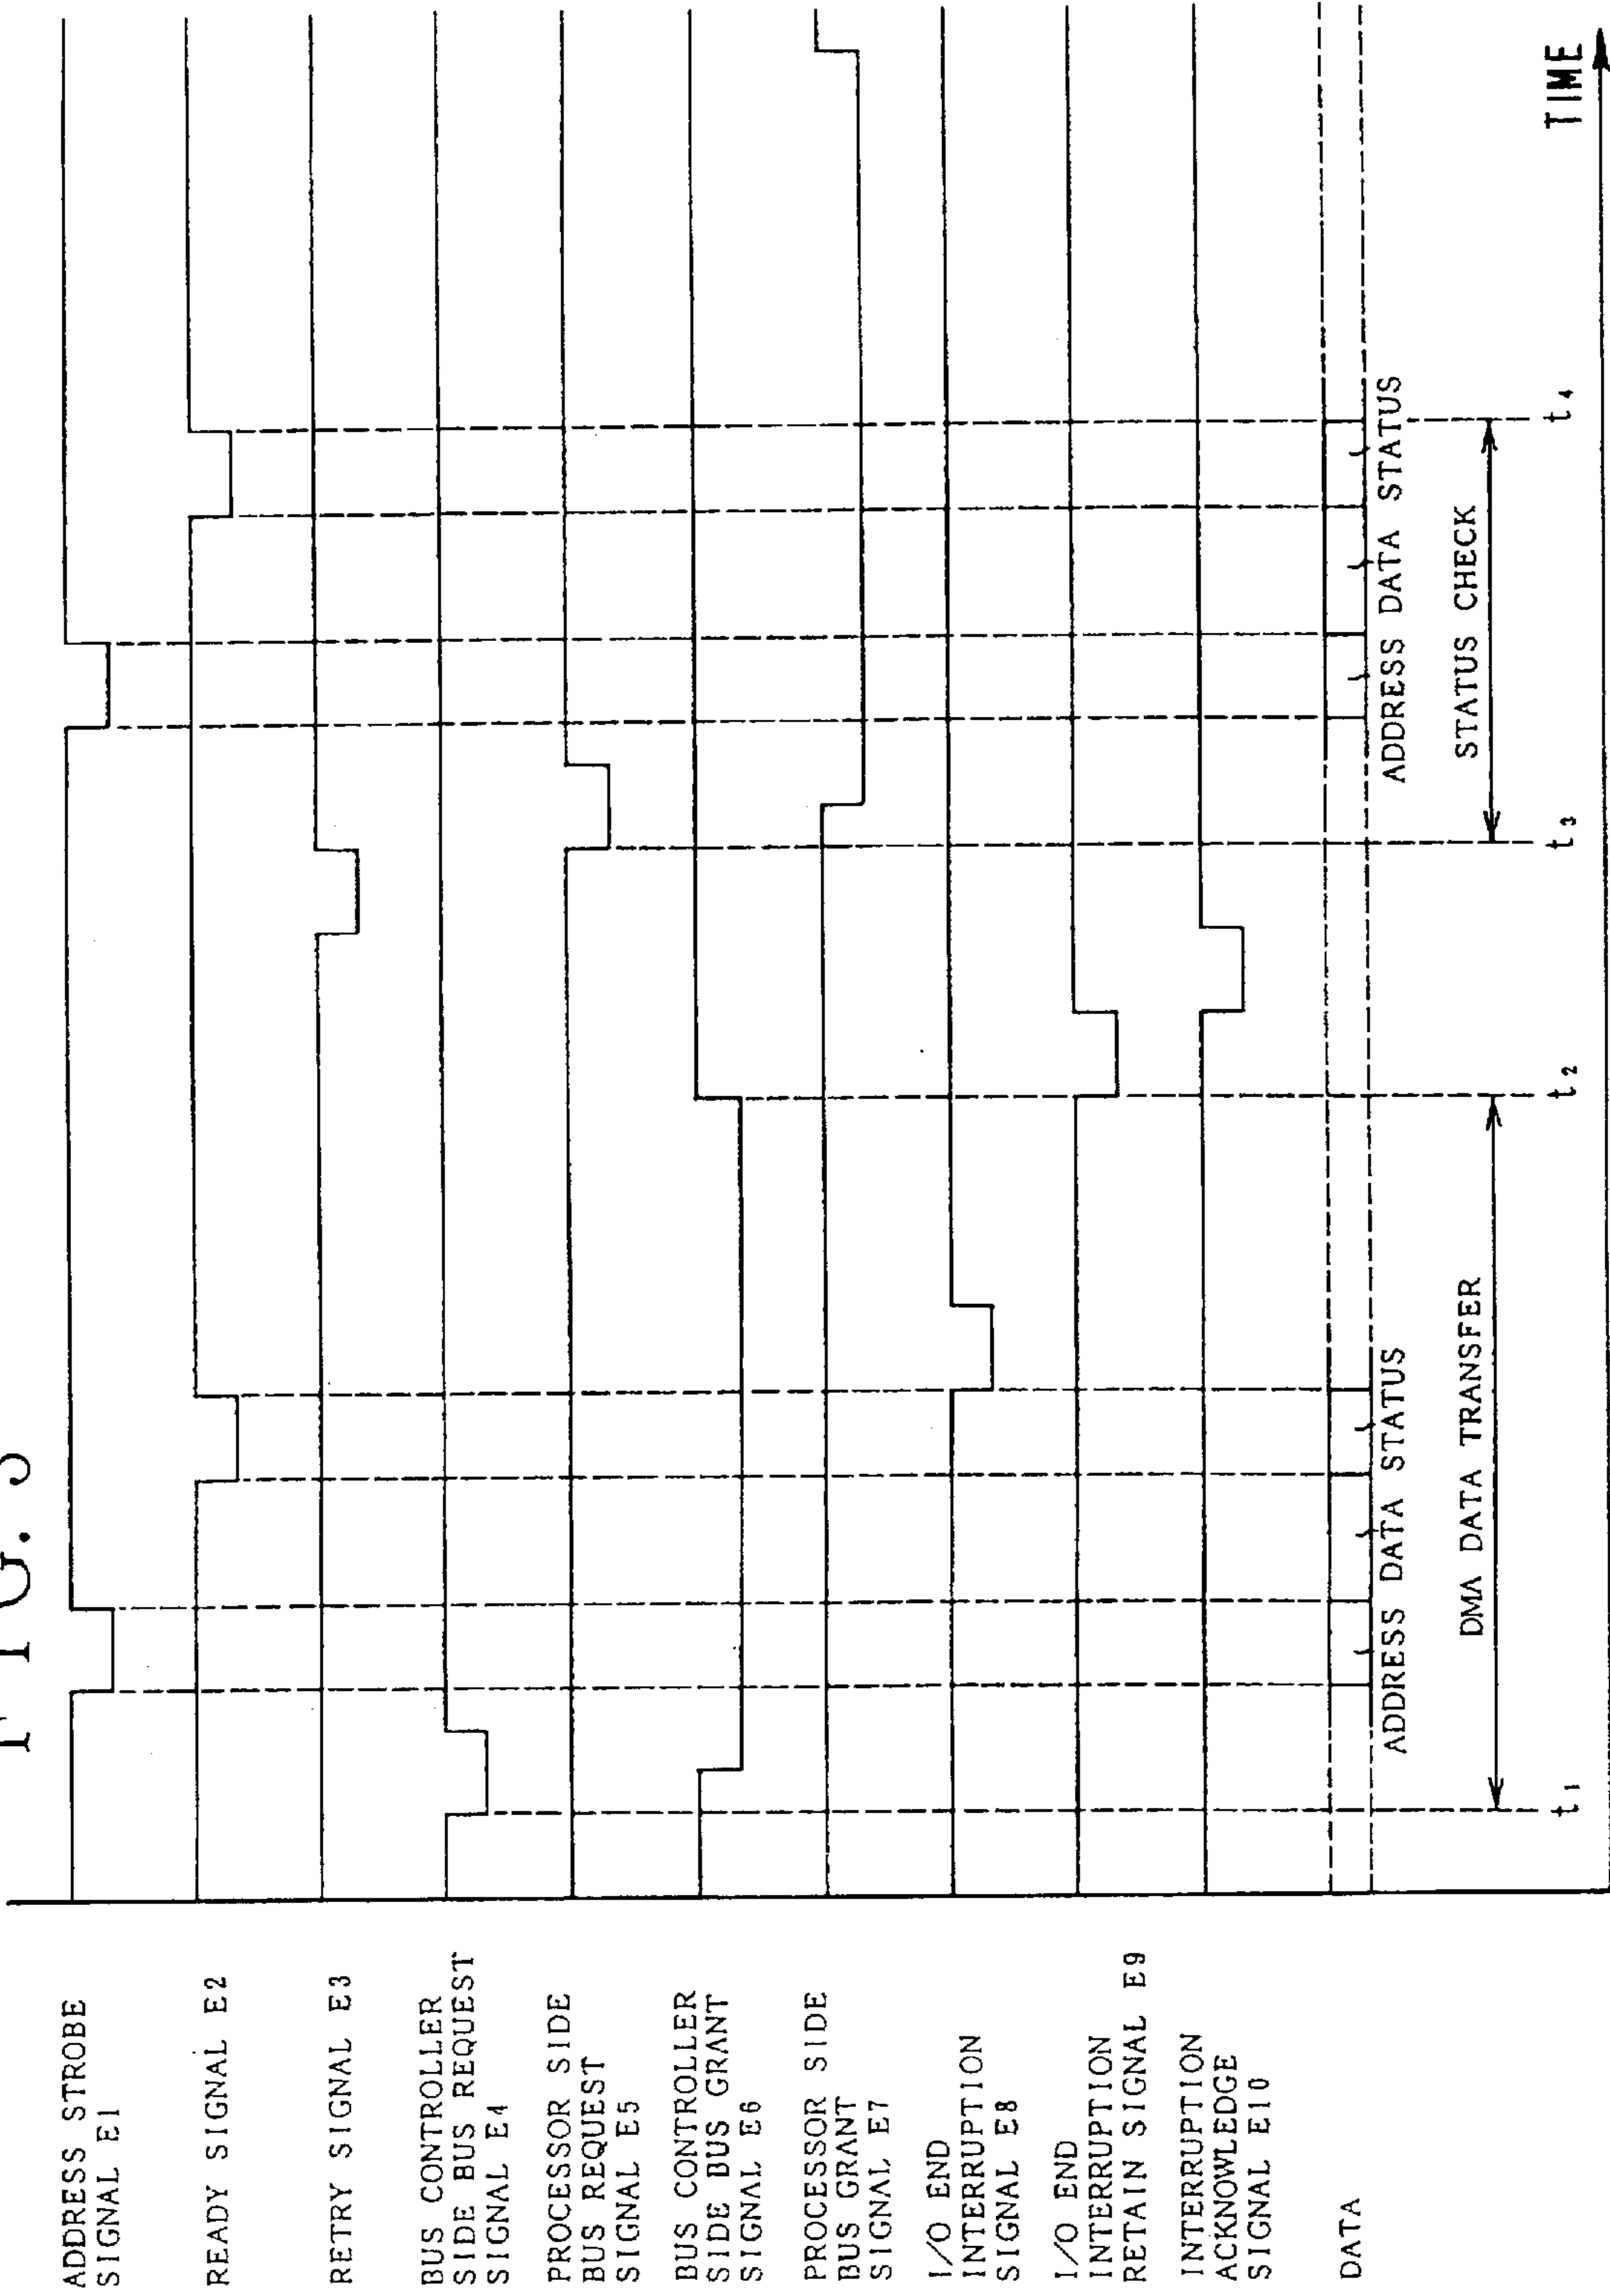 FIG. 5
ADDRESS STROBE
SIGNAL E1
READY SIGNAL E2
RETRY SIGNAL E3
BUS CONTROLLER
SIDE BUS REQUEST
SIGNAL E4
PROCESSOR SIDE
BUS REQUEST
SIGNAL E5
BUS CONTROLLER
SIDE BUS GRANT
SIGNAL E6
PROCESSOR SIDE
BUS GRANT
SIGNAL E7
I/O END
INTERRUPTION
SIGNAL E8
I/O END
INTERRUPTION
RETAIN SIGNAL E9
INTERRUPTION
ACKNOWLEDGE
SIGNAL E10
DATA
ADDRESS DATA STATUS
ADDRESS DATA STATUS
DMA DATA TRANSFER
STATUS CHECK
t1
t2
t3
t4
TIME